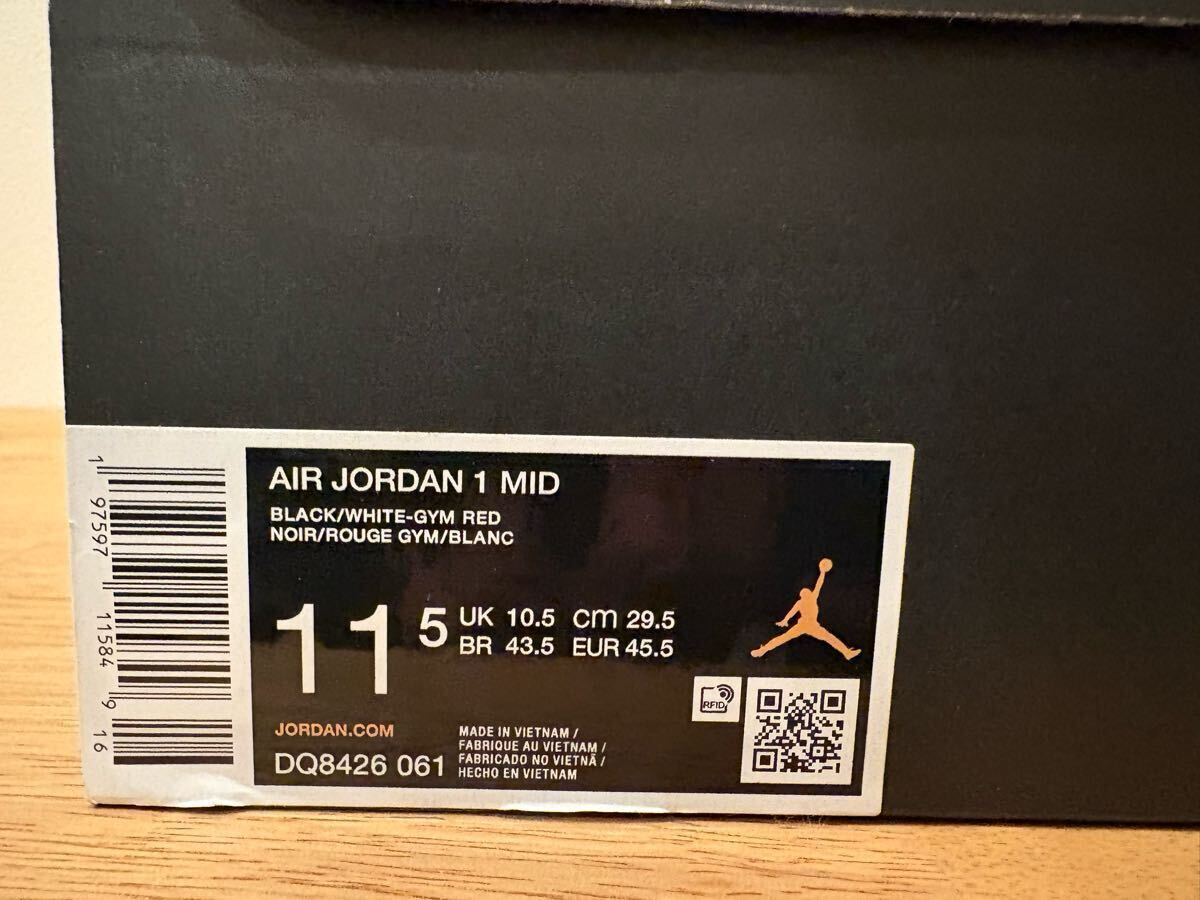 AIR JORDAN 1 MID
BLACK/WHITE-GYM RED
NOIR/ROUGE GYM/BLANC
11 5
UK 10.5 cm 29.5
BR 43.5 EUR 45.5
RFID
JORDAN.COM
DQ8426 061
MADE IN VIETNAM /
FABRIQUE AU VIETNAM /
FABRICADO NO VIETNÃ /
HECHO EN VIETNAM
1 97597 11584 9 16